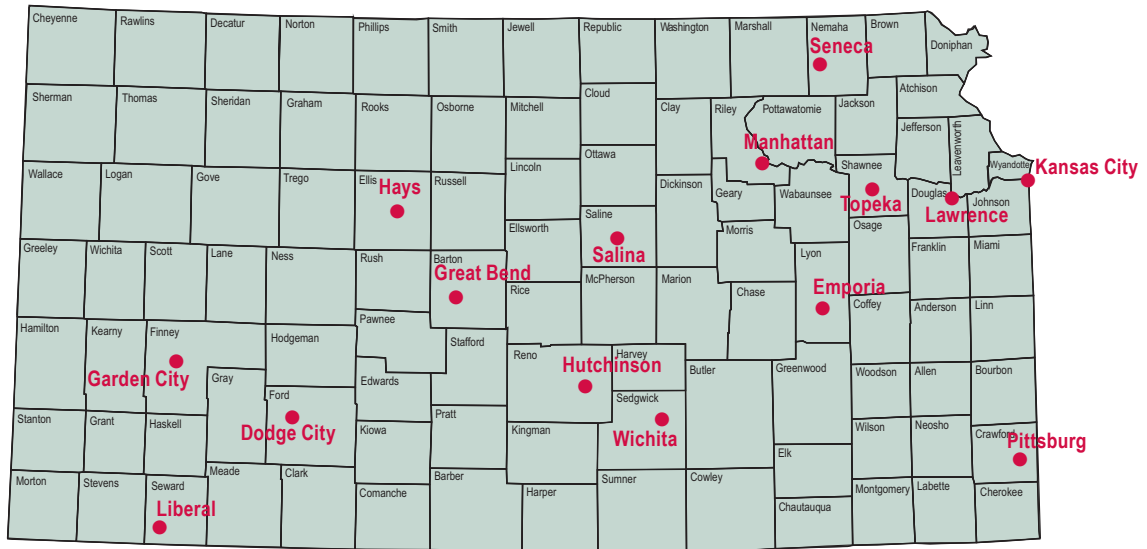 Cheyenne
Rawlins
Decatur
Norton
Phillips
Smith
Jewell
Republic
Washington
Marshall
Nemaha
Brown
Doniphan
Seneca
Sherman
Thomas
Sheridan
Graham
Rooks
Osborne
Mitchell
Cloud
Clay
Riley
Pottawatomie
Jackson
Atchison
Jefferson
Leavenworth
Wyandotte
Manhattan
Kansas City
Wallace
Logan
Gove
Trego
Ellis
Hays
Russell
Lincoln
Ottawa
Dickinson
Geary
Wabaunsee
Shawnee
Topeka
Douglas
Lawrence
Johnson
Ellsworth
Saline
Salina
Morris
Osage
Greeley
Wichita
Scott
Lane
Ness
Rush
Barton
Great Bend
Rice
McPherson
Marion
Chase
Lyon
Emporia
Franklin
Miami
Coffey
Anderson
Linn
Hamilton
Kearny
Finney
Garden City
Hodgeman
Pawnee
Stafford
Reno
Hutchinson
Harvey
Butler
Greenwood
Woodson
Allen
Bourbon
Gray
Ford
Dodge City
Edwards
Sedgwick
Wichita
Stanton
Grant
Haskell
Kiowa
Pratt
Kingman
Wilson
Neosho
Crawford
Pittsburg
Elk
Morton
Stevens
Seward
Liberal
Meade
Clark
Comanche
Barber
Harper
Sumner
Cowley
Chautauqua
Montgomery
Labette
Cherokee